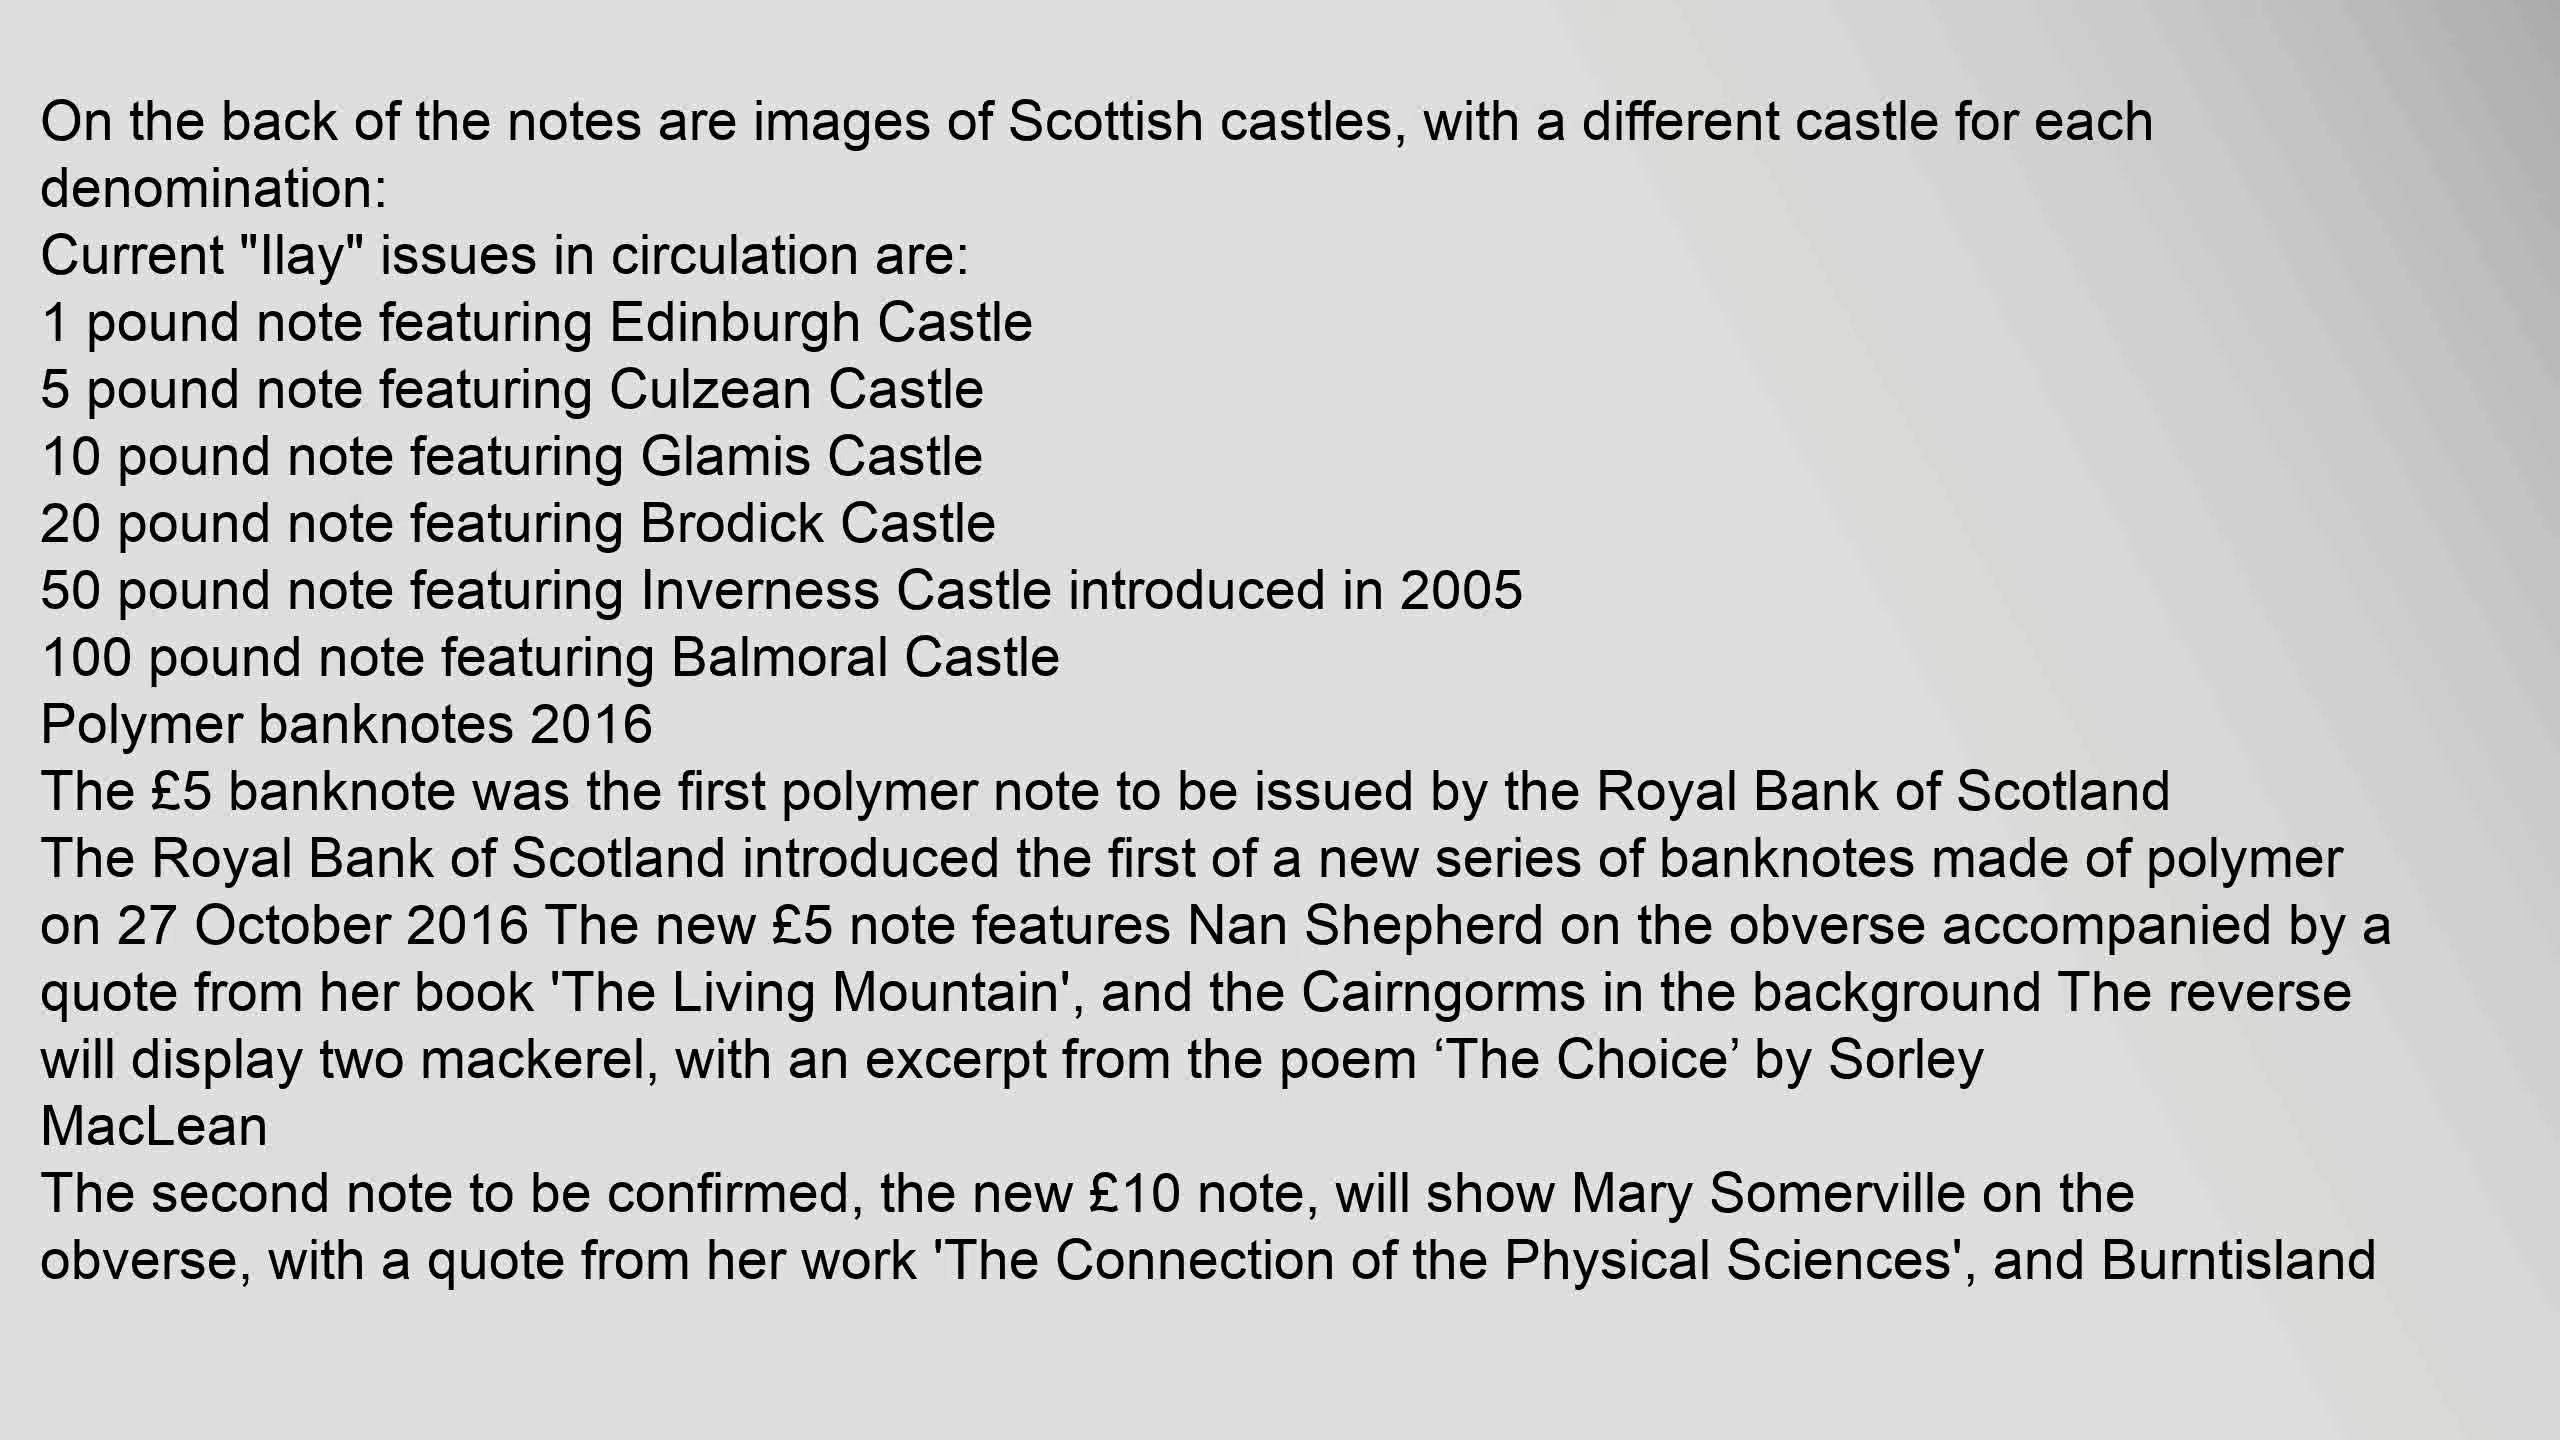 On the back of the notes are images of Scottish castles, with a different castle for each
denomination:
Current "Ilay" issues in circulation are:
1 pound note featuring Edinburgh Castle
5 pound note featuring Culzean Castle
10 pound note featuring Glamis Castle
20 pound note featuring Brodick Castle
50 pound note featuring Inverness Castle introduced in 2005
100 pound note featuring Balmoral Castle
Polymer banknotes 2016
The £5 banknote was the first polymer note to be issued by the Royal Bank of Scotland
The Royal Bank of Scotland introduced the first of a new series of banknotes made of polymer
on 27 October 2016 The new £5 note features Nan Shepherd on the obverse accompanied by a
quote from her book 'The Living Mountain', and the Cairngorms in the background The reverse
will display two mackerel, with an excerpt from the poem ‘The Choice’ by Sorley
MacLean
The second note to be confirmed, the new £10 note, will show Mary Somerville on the
obverse, with a quote from her work 'The Connection of the Physical Sciences', and Burntisland